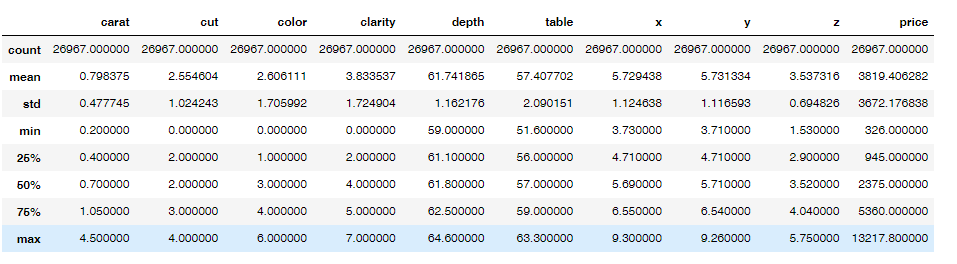 carat cut color clarity depth table x y z price
count 26967.000000 26967.000000 26967.000000 26967.000000 26967.000000 26967.000000 26967.000000 26967.000000 26967.000000 26967.000000
mean 0.798375 2.554604 2.606111 3.833537 61.741865 57.407702 5.729438 5.731334 3.537316 3819.406282
std 0.477745 1.024243 1.705992 1.724904 1.162176 2.090151 1.124638 1.116593 0.694826 3672.176838
min 0.200000 0.000000 0.000000 0.000000 59.000000 51.600000 3.730000 3.710000 1.530000 326.000000
25% 0.400000 2.000000 1.000000 2.000000 61.100000 56.000000 4.710000 4.710000 2.900000 945.000000
50% 0.700000 2.000000 3.000000 4.000000 61.800000 57.000000 5.690000 5.710000 3.520000 2375.000000
75% 1.050000 3.000000 4.000000 5.000000 62.500000 59.000000 6.550000 6.540000 4.040000 5360.000000
max 4.500000 4.000000 6.000000 7.000000 64.600000 63.300000 9.300000 9.260000 5.750000 13217.800000